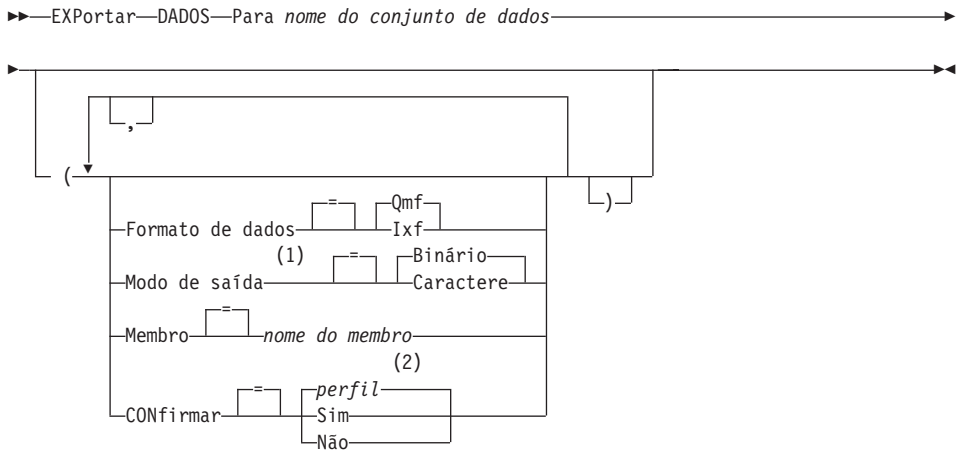 EXPortar DADOS Para nome do conjunto de dados
,
(
)
Formato de dados = Qmf
Ixf
(1)
Modo de saída = Binário
Caractere
Membro = nome do membro
(2)
CONfirmar = perfil
Sim
Não